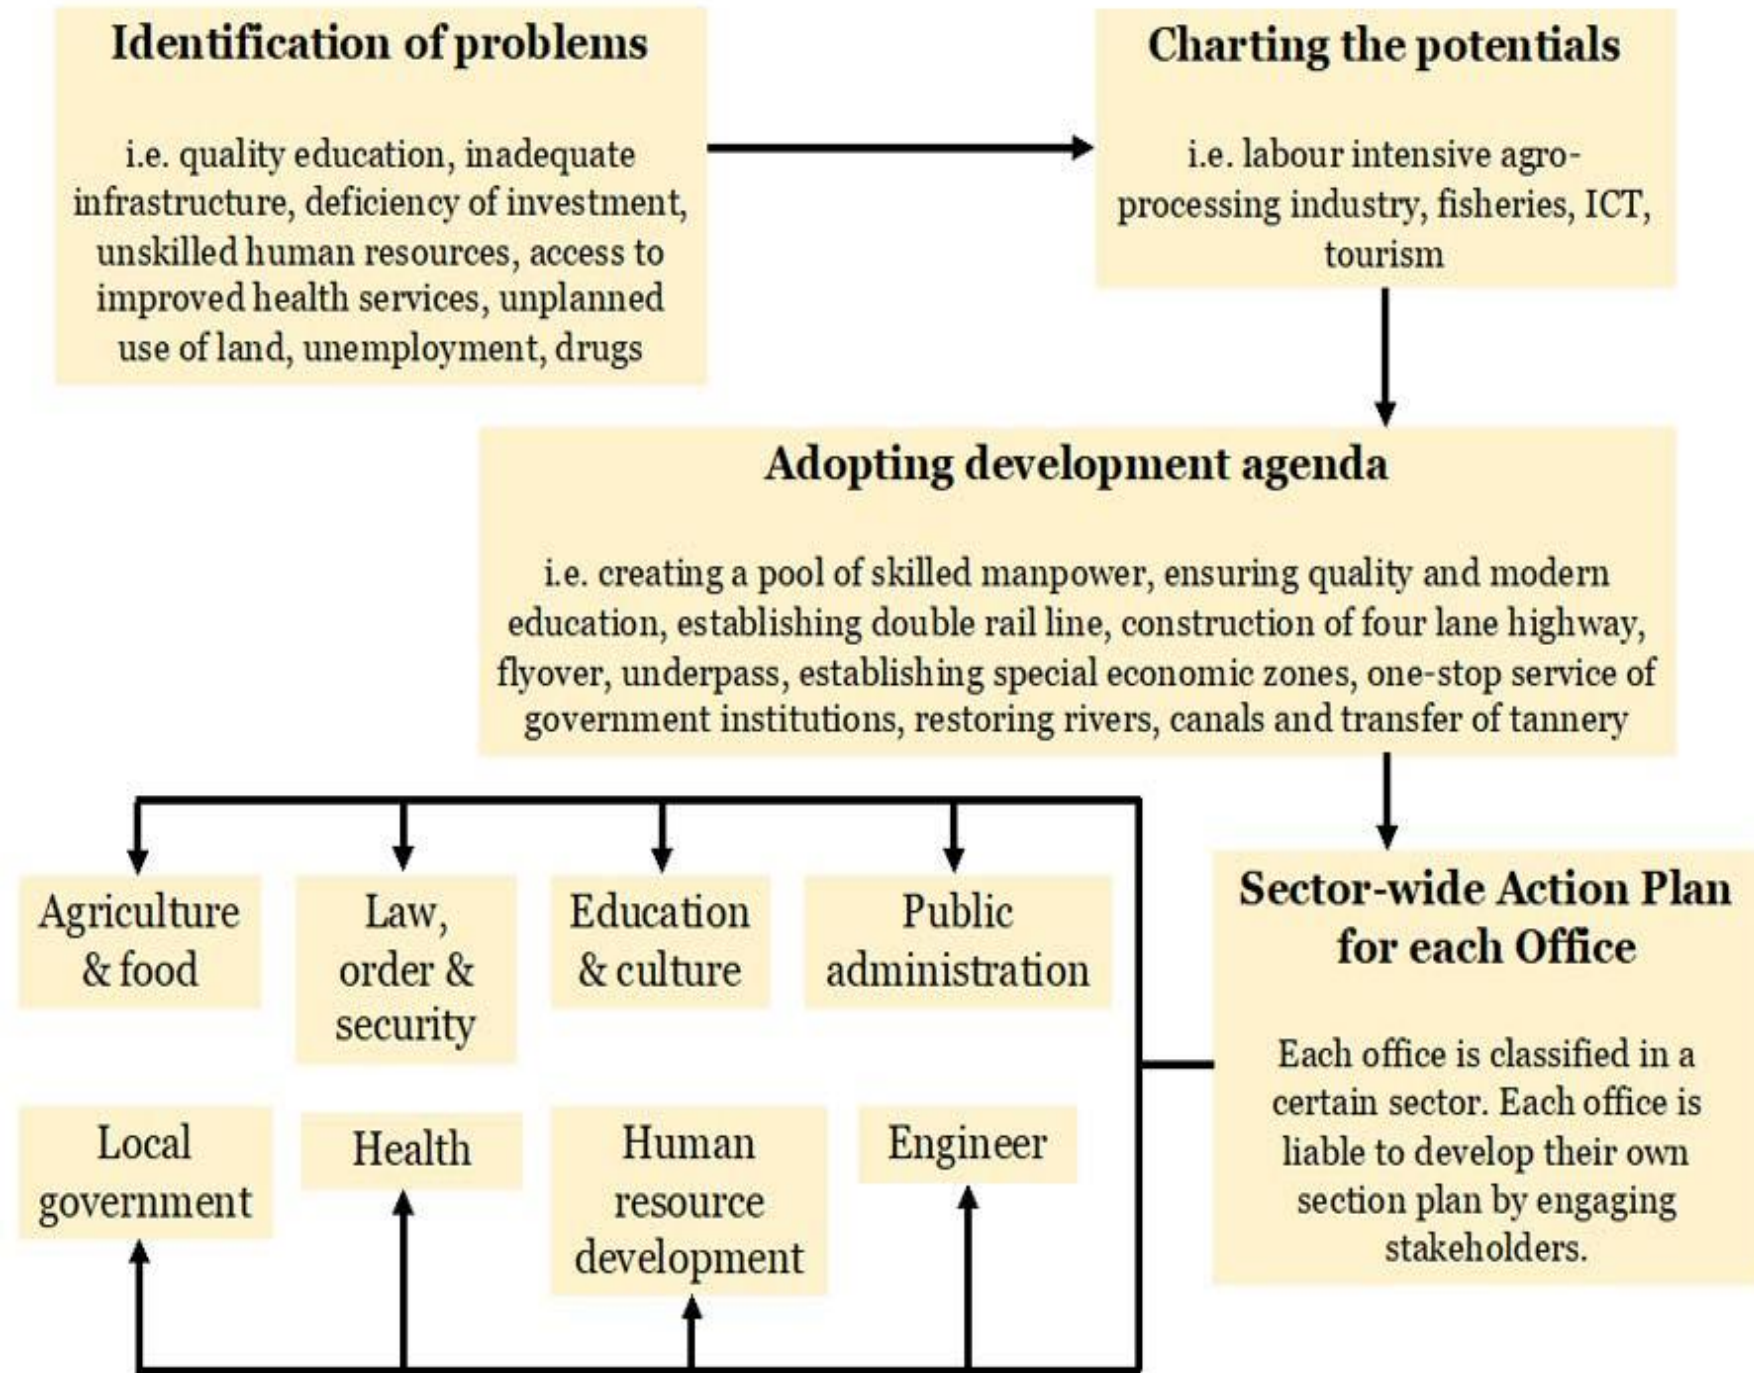 Identification of problems
i.e. quality education, inadequate
infrastructure, deficiency of investment,
unskilled human resources, access to
improved health services, unplanned
use of land, unemployment, drugs
Charting the potentials
i.e. labour intensive agro-
processing industry, fisheries, ICT,
tourism
Adopting development agenda
i.e. creating a pool of skilled manpower, ensuring quality and modern
education, establishing double rail line, construction of four lane highway,
flyover, underpass, establishing special economic zones, one-stop service of
government institutions, restoring rivers, canals and transfer of tannery
Sector-wide Action Plan
for each Office
Each office is classified in a
certain sector. Each office is
liable to develop their own
section plan by engaging
stakeholders.
Agriculture
& food
Law,
order &
security
Education
& culture
Public
administration
Local
government
Health
Human
resource
development
Engineer